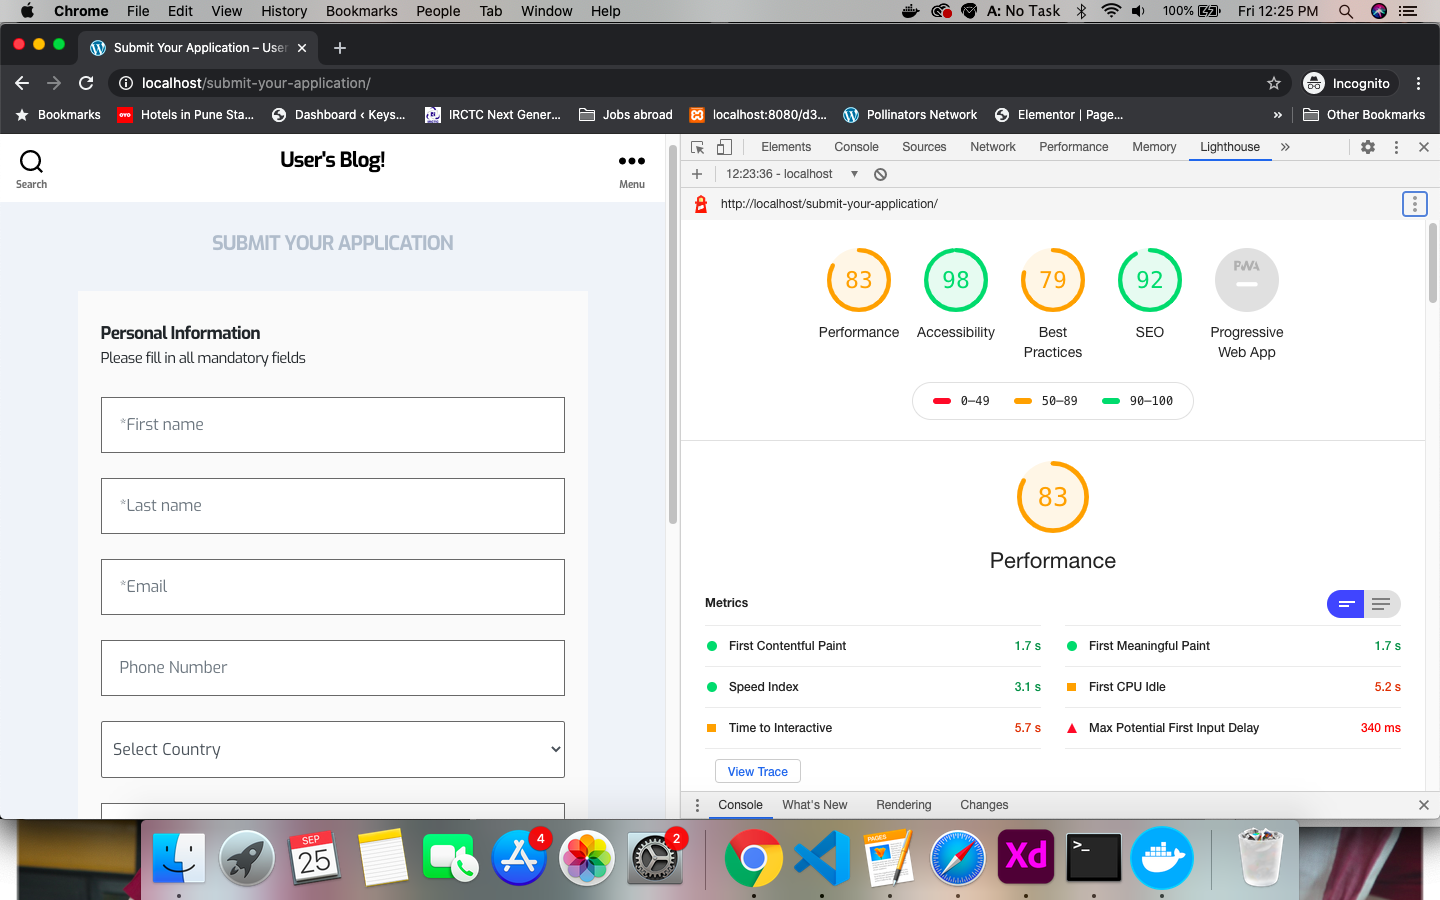 Chrome File Edit View History Bookmarks People Tab Window Help A: No Task 100% Fri 12:25 PM
Submit Your Application – User
localhost/submit-your-application/ Incognito
Bookmarks OYO Hotels in Pune Sta... Dashboard ‹ Keys... IRCTC Next Gener... Jobs abroad localhost:8080/d3... Pollinators Network Elementor | Page... » Other Bookmarks
Search
User's Blog!
Menu
SUBMIT YOUR APPLICATION
Personal Information
Please fill in all mandatory fields
*First name
*Last name
*Email
Phone Number
Select Country
Elements Console Sources Network Performance Memory Lighthouse »
12:23:36 - localhost
http://localhost/submit-your-application/
83 98 79 92 PWA
Performance Accessibility Best Practices SEO Progressive Web App
0–49 50–89 90–100
83
Performance
Metrics
First Contentful Paint 1.7 s First Meaningful Paint 1.7 s
Speed Index 3.1 s First CPU Idle 5.2 s
Time to Interactive 5.7 s Max Potential First Input Delay 340 ms
View Trace
Console What's New Rendering Changes
SEP 25 4 2 PAGES Xd >_